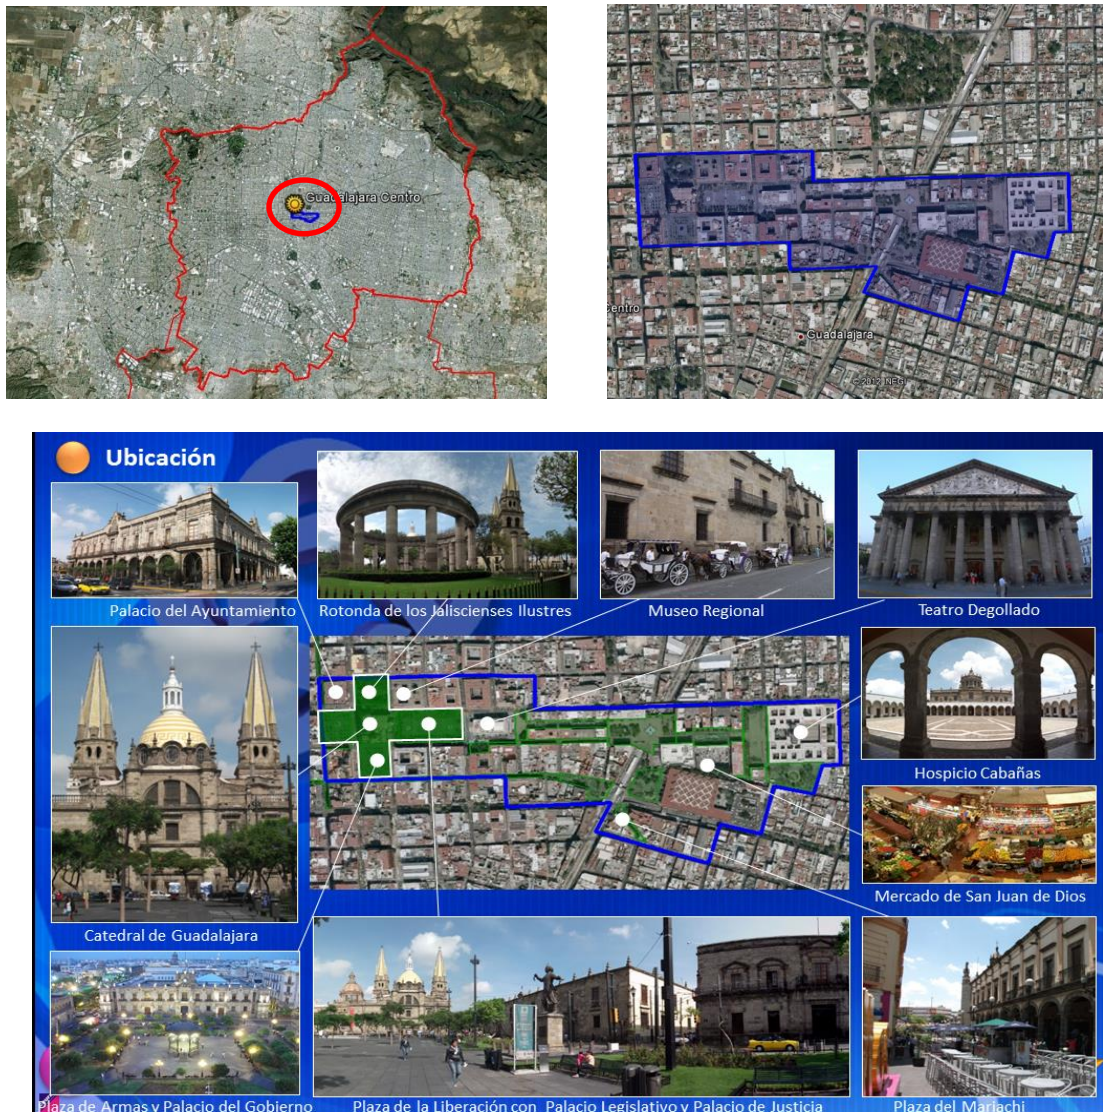 Guadalajara Centro
Centro
Guadalajara
© 2012 INEGI
Ubicación
Palacio del Ayuntamiento
Rotonda de los Jaliscienses Ilustres
Museo Regional
Teatro Degollado
Catedral de Guadalajara
Hospicio Cabañas
Mercado de San Juan de Dios
Plaza de Armas y Palacio del Gobierno
Plaza de la Liberación con Palacio Legislativo y Palacio de Justicia
Plaza del Mariachi